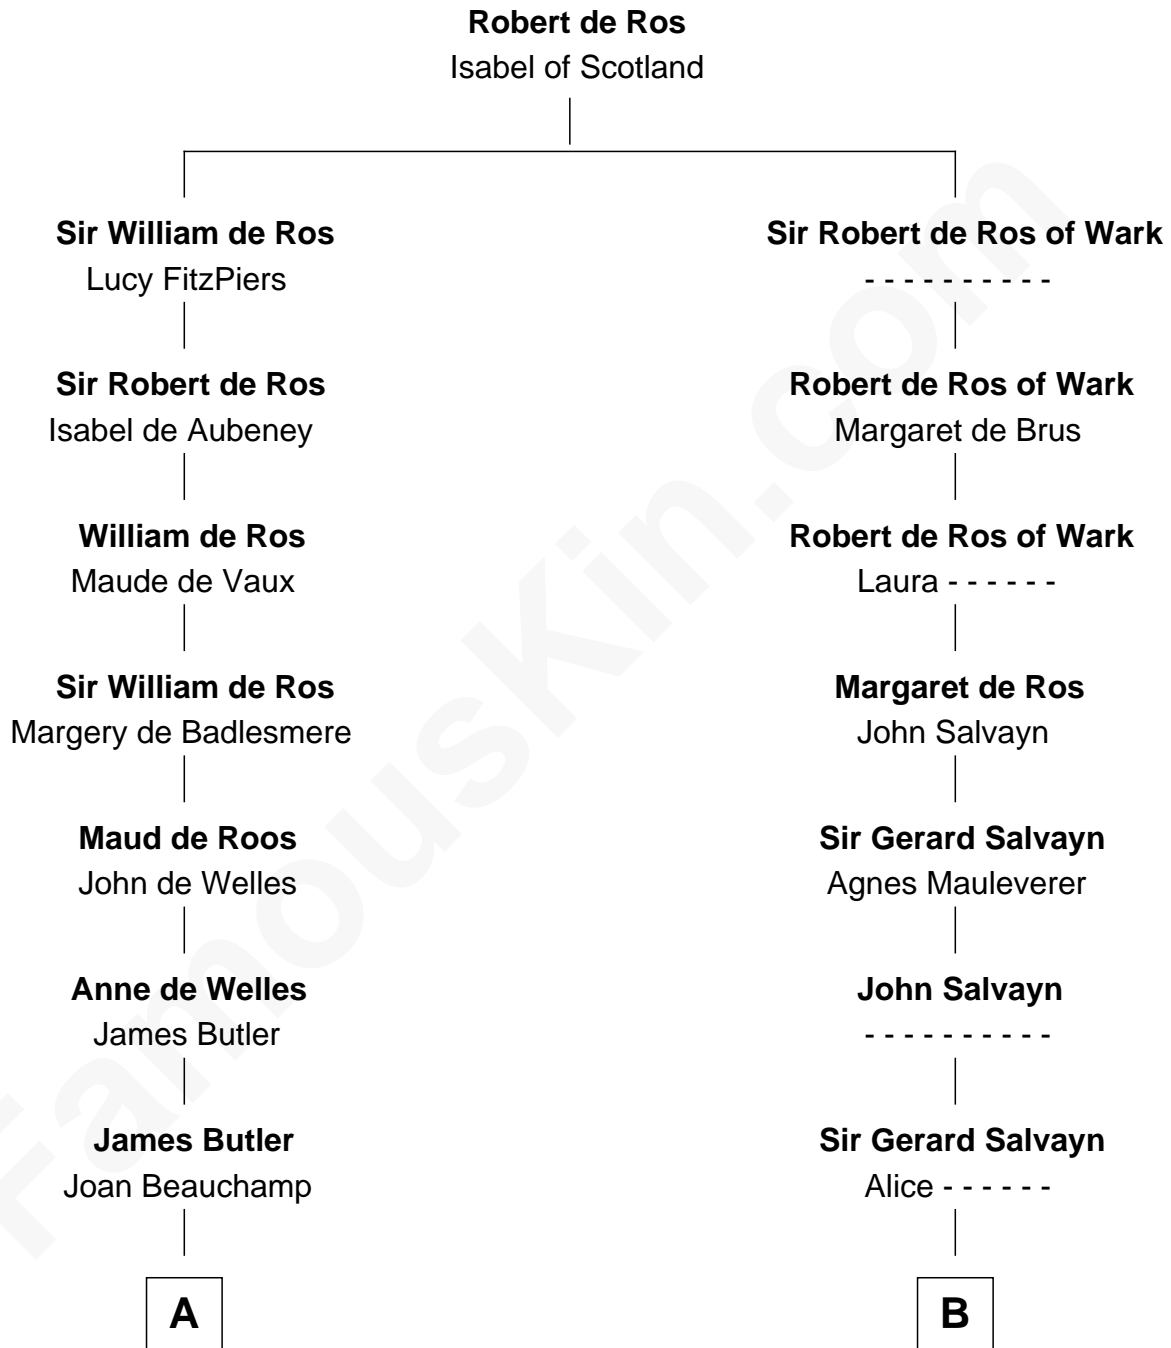 Robert de Ros
Isabel of Scotland
Sir William de Ros
Lucy FitzPiers
Sir Robert de Ros of Wark
- - - - - - - - - -
Sir Robert de Ros
Isabel de Aubeney
Robert de Ros of Wark
Margaret de Brus
William de Ros
Maude de Vaux
Robert de Ros of Wark
Laura - - - - - -
Sir William de Ros
Margery de Badlesmere
Margaret de Ros
John Salvayn
Maud de Roos
John de Welles
Sir Gerard Salvayn
Agnes Mauleverer
Anne de Welles
James Butler
John Salvayn
- - - - - - - - - -
James Butler
Joan Beauchamp
Sir Gerard Salvayn
Alice - - - - - -
A
B
FamousKin.com